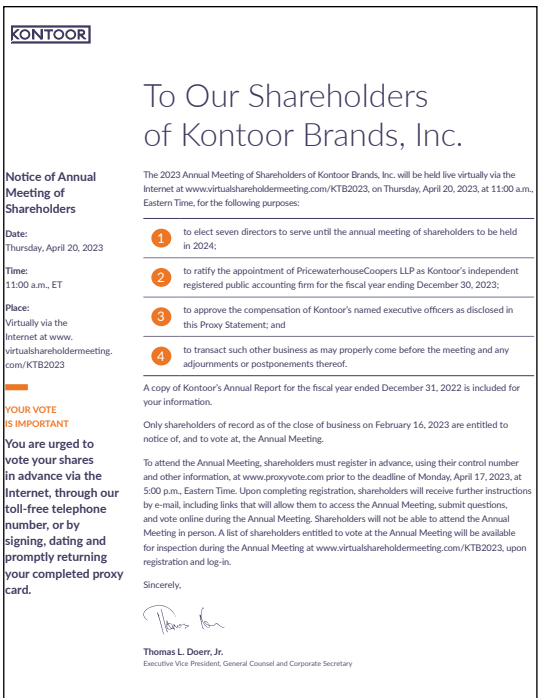 KONTOOR
To Our Shareholders
of Kontoor Brands, Inc.
Notice of Annual
Meeting of
Shareholders
Date:
Thursday, April 20, 2023
Time:
11:00 a.m., ET
Place:
Virtually via the
Internet at www.
virtualshareholdermeeting.
com/KTB2023
YOUR VOTE
IS IMPORTANT
You are urged to
vote your shares
in advance via the
Internet, through our
toll-free telephone
number, or by
signing, dating and
promptly returning
your completed proxy
card.
The 2023 Annual Meeting of Shareholders of Kontoor Brands, Inc. will be held live virtually via the
Internet at www.virtualshareholdermeeting.com/KTB2023, on Thursday, April 20, 2023, at 11:00 a.m.,
Eastern Time, for the following purposes:
1 to elect seven directors to serve until the annual meeting of shareholders to be held
in 2024;
2 to ratify the appointment of PricewaterhouseCoopers LLP as Kontoor's independent
registered public accounting firm for the fiscal year ending December 30, 2023;
3 to approve the compensation of Kontoor's named executive officers as disclosed in
this Proxy Statement; and
4 to transact such other business as may properly come before the meeting and any
adjournments or postponements thereof.
A copy of Kontoor's Annual Report for the fiscal year ended December 31, 2022 is included for
your information.
Only shareholders of record as of the close of business on February 16, 2023 are entitled to
notice of, and to vote at, the Annual Meeting.
To attend the Annual Meeting, shareholders must register in advance, using their control number
and other information, at www.proxyvote.com prior to the deadline of Monday, April 17, 2023, at
5:00 p.m., Eastern Time. Upon completing registration, shareholders will receive further instructions
by e-mail, including links that will allow them to access the Annual Meeting, submit questions,
and vote online during the Annual Meeting. Shareholders will not be able to attend the Annual
Meeting in person. A list of shareholders entitled to vote at the Annual Meeting will be available
for inspection during the Annual Meeting at www.virtualshareholdermeeting.com/KTB2023, upon
registration and log-in.
Sincerely,
Thomas L. Doerr, Jr.
Executive Vice President, General Counsel and Corporate Secretary